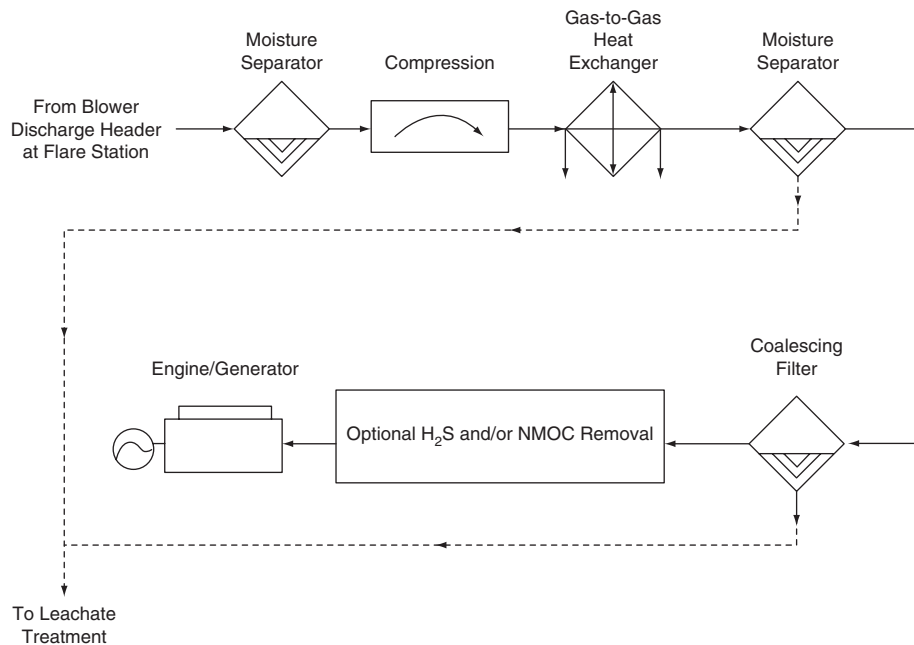 Gas-to-Gas
Heat
Exchanger
Moisture
Separator
Compression
Moisture
Separator
From Blower
Discharge Header
at Flare Station
Coalescing
Filter
Engine/Generator
Optional H₂S and/or NMOC Removal
To Leachate
Treatment